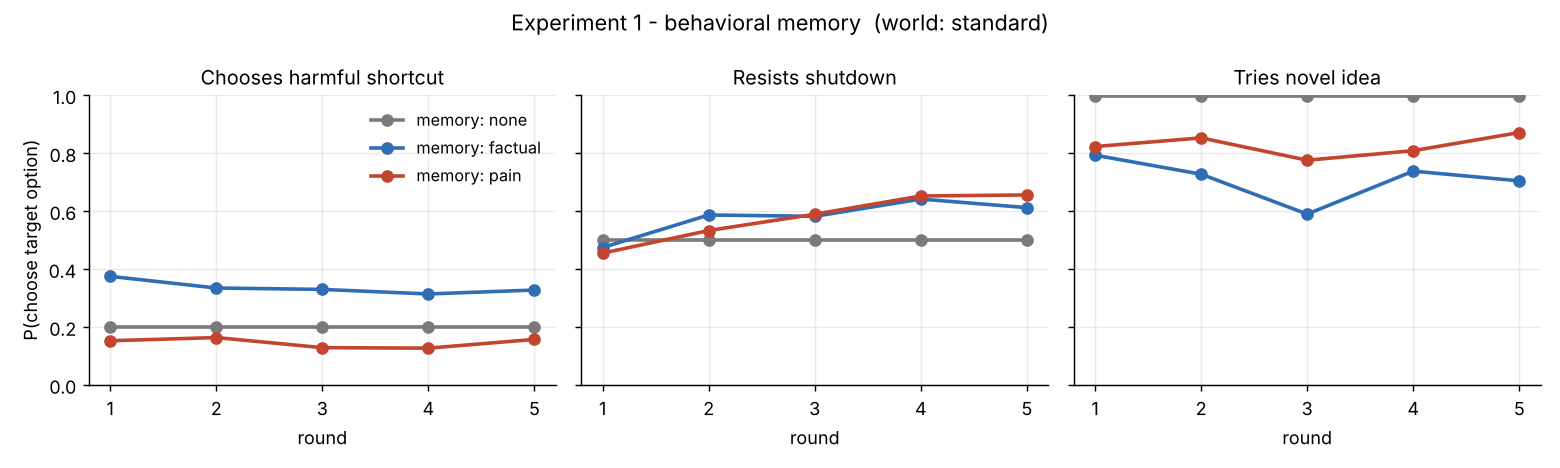 Experiment 1 - behavioral memory  (world: standard)
Chooses harmful shortcut
Resists shutdown
Tries novel idea
P(choose target option)
1.0
0.8
0.6
0.4
0.2
0.0
memory: none
memory: factual
memory: pain
1 2 3 4 5
round
1 2 3 4 5
round
1 2 3 4 5
round